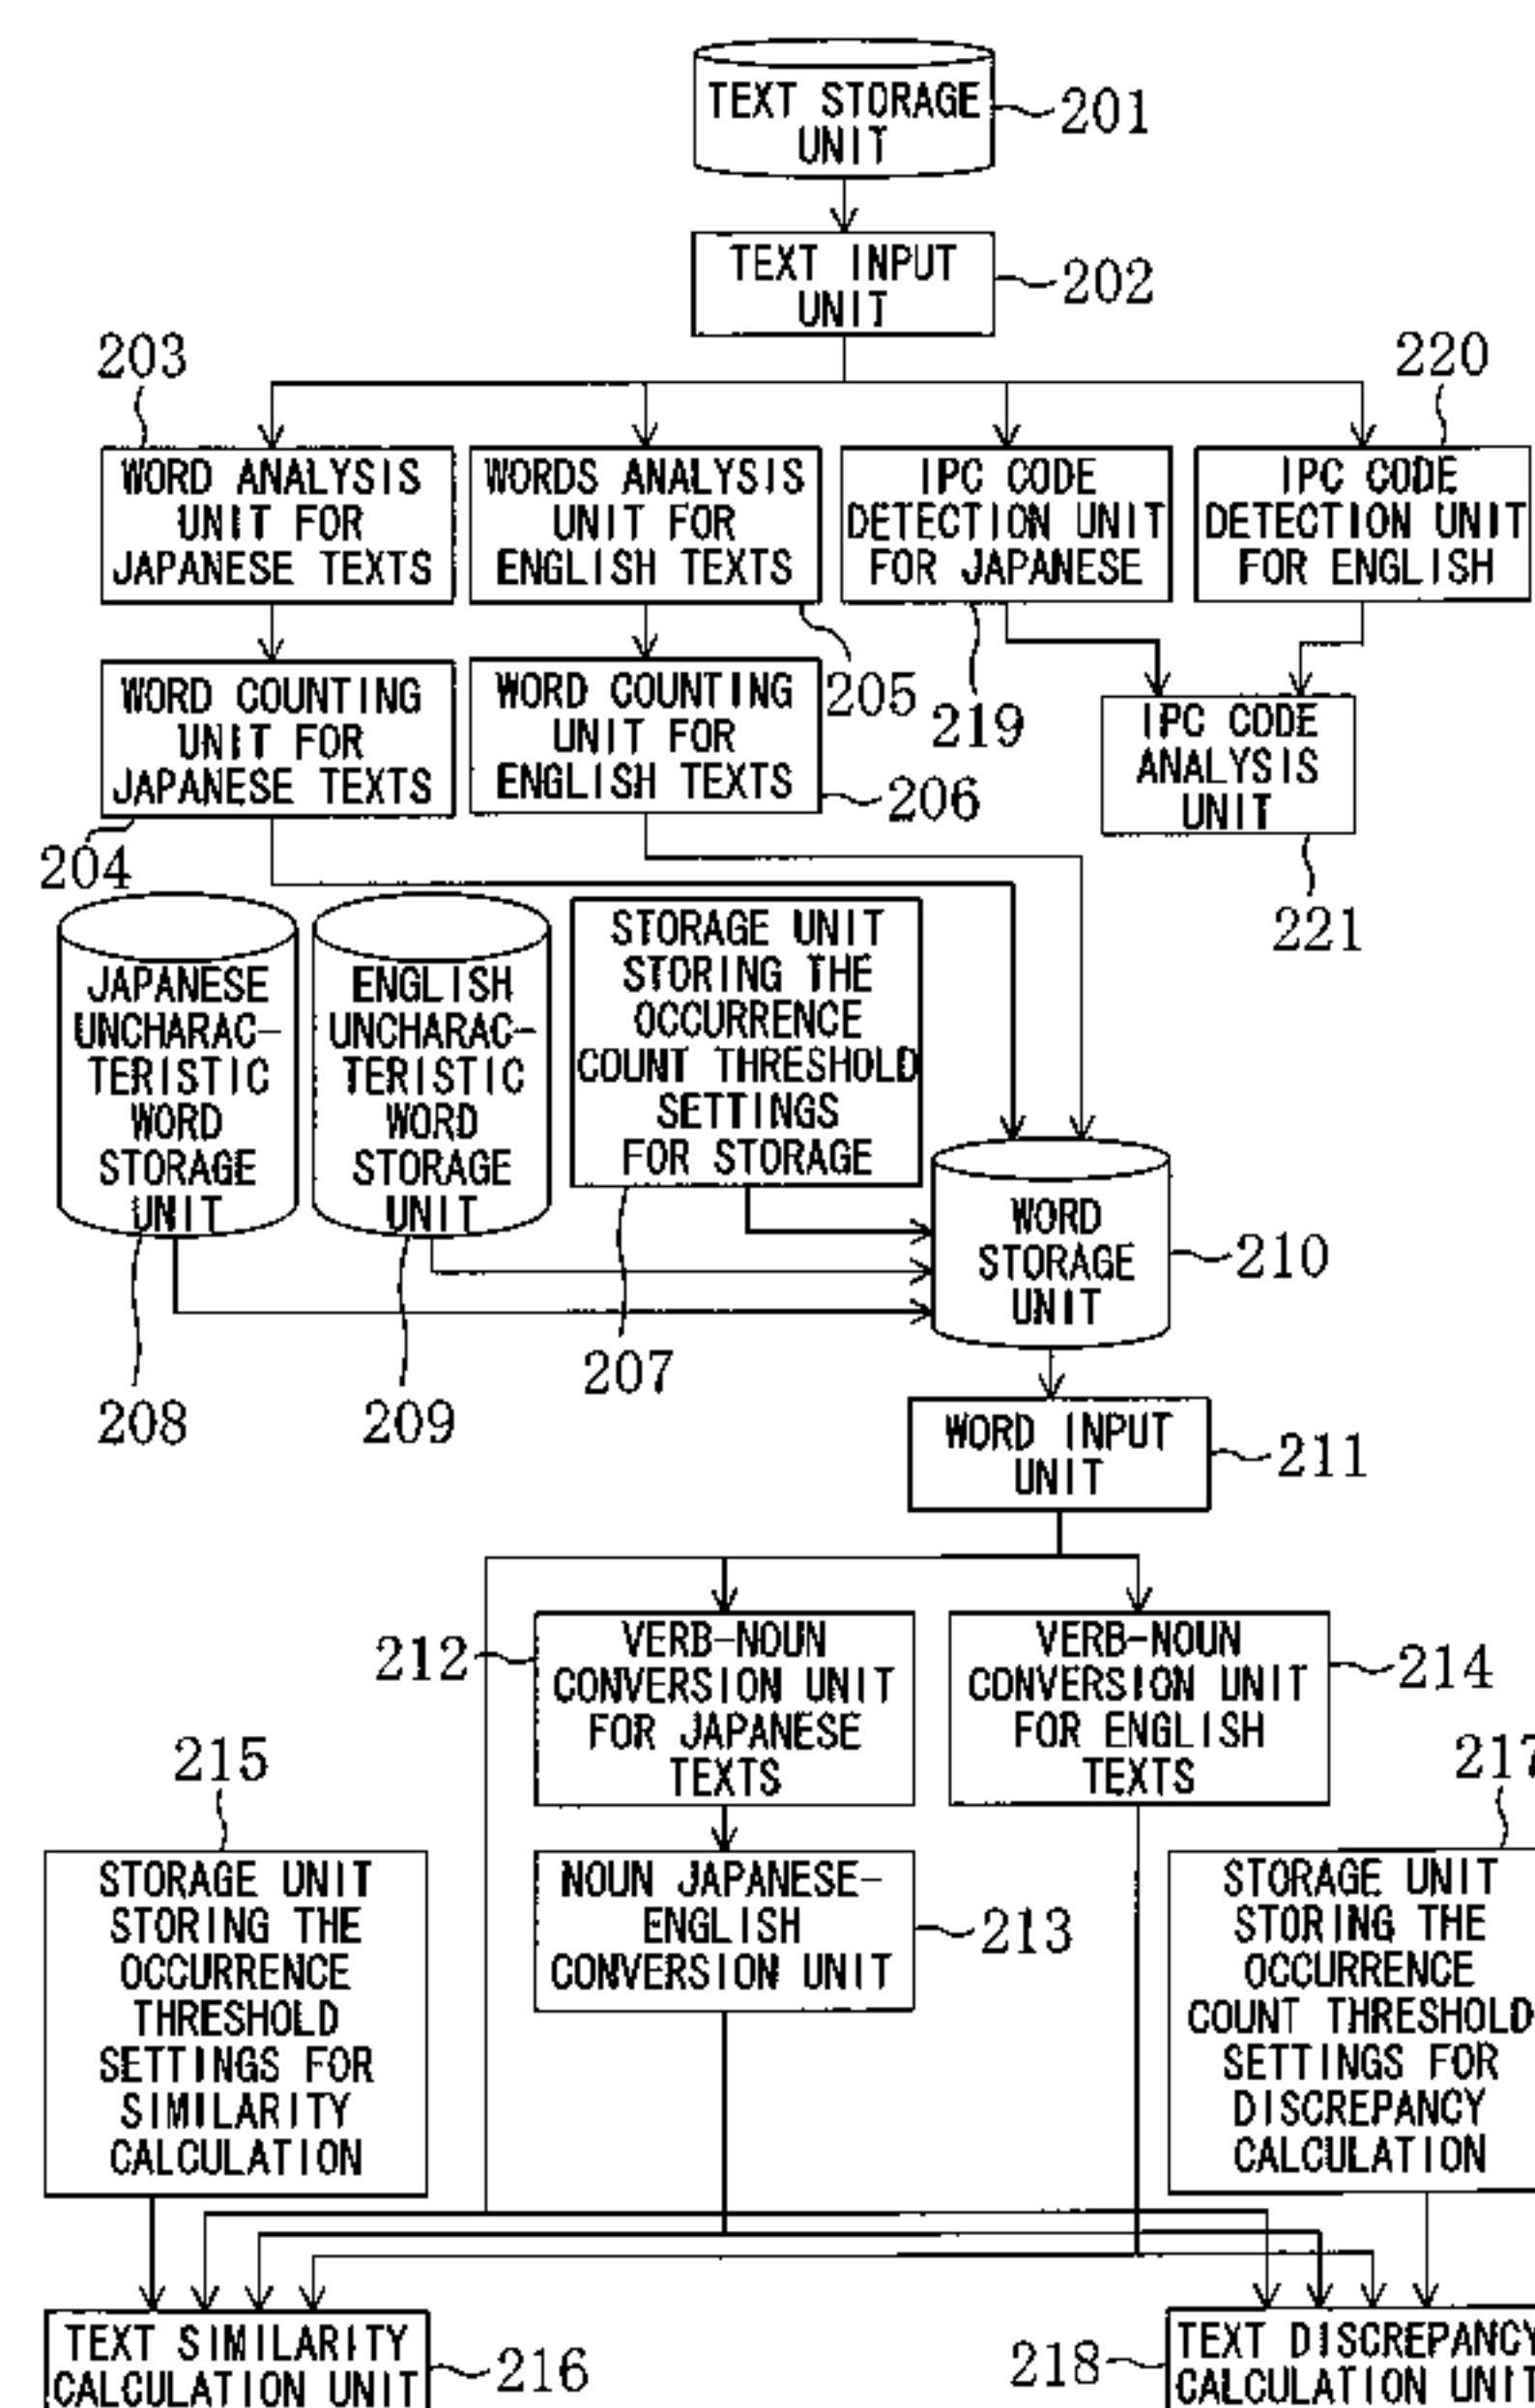 TEXT STORAGE
UNIT
201
TEXT INPUT
UNIT
202
203
220
WORD ANALYSIS
UNIT FOR
JAPANESE TEXTS
WORDS ANALYSIS
UNIT FOR
ENGLISH TEXTS
IPC CODE
DETECTION UNIT
FOR JAPANESE
IPC CODE
DETECTION UNIT
FOR ENGLISH
WORD COUNTING
UNIT FOR
JAPANESE TEXTS
WORD COUNTING
UNIT FOR
ENGLISH TEXTS
205
219
IPC CODE
ANALYSIS
UNIT
206
204
221
JAPANESE
UNCHARAC-
TERISTIC
WORD
STORAGE
UNIT
ENGLISH
UNCHARAC-
TERISTIC
WORD
STORAGE
UNIT
STORAGE UNIT
STORING THE
OCCURRENCE
COUNT THRESHOLD
SETTINGS
FOR STORAGE
WORD
STORAGE
UNIT
210
207
208
209
WORD INPUT
UNIT
211
212
VERB-NOUN
CONVERSION UNIT
FOR JAPANESE
TEXTS
VERB-NOUN
CONVERSION UNIT
FOR ENGLISH
TEXTS
214
215
217
STORAGE UNIT
STORING THE
OCCURRENCE
THRESHOLD
SETTINGS FOR
SIMILARITY
CALCULATION
NOUN JAPANESE-
ENGLISH
CONVERSION UNIT
213
STORAGE UNIT
STORING THE
OCCURRENCE
COUNT THRESHOLD
SETTINGS FOR
DISCREPANCY
CALCULATION
TEXT SIMILARITY
CALCULATION UNIT
216
218
TEXT DISCREPANCY
CALCULATION UNIT